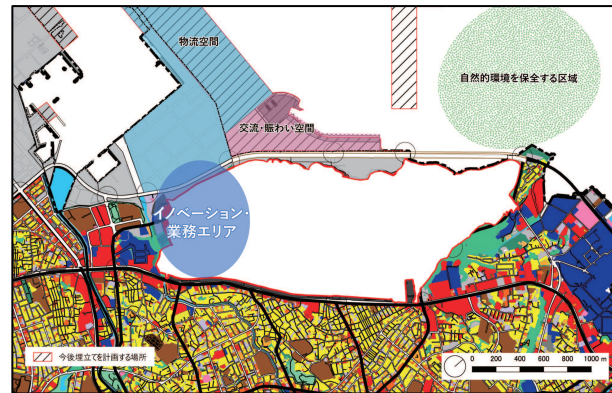 物流空間
自然的環境を保全する区域
交流・賑わい空間
イノベーション・
業務エリア
今後埋立てを計画する場所
0 200 400 600 800 1000 m